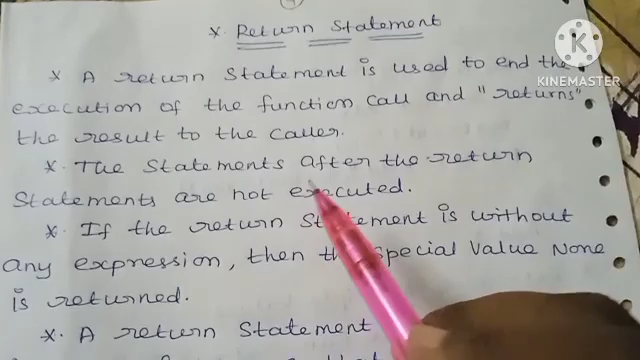 * Return Statement
* A return Statement is used to end the
execution of the function call and "returns"
the result to the caller.
*. The Statements after the return
Statements are not executed.
*. If the return Statement is without
any expression, then the Special Value None
is returned.
*. A return Statement
K
KINEMASTER